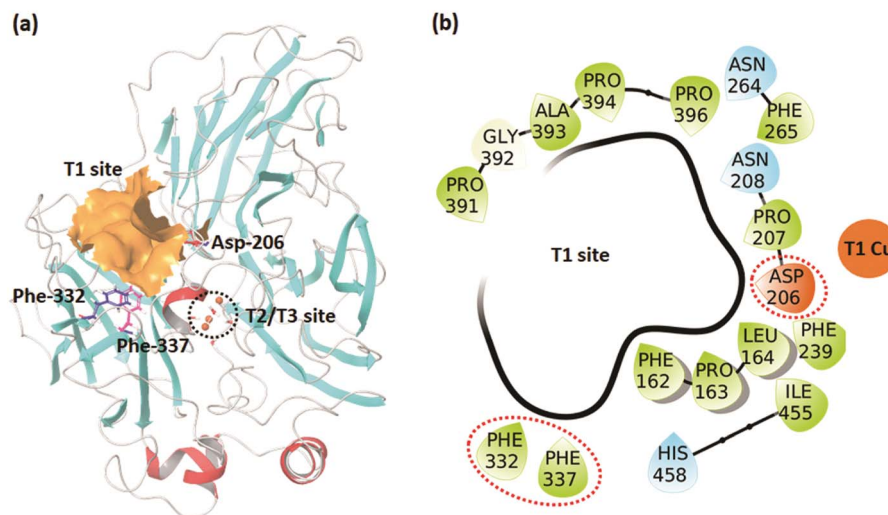 (a)
T1 site
Asp-206
Phe-332
T2/T3 site
Phe-337
(b)
ASN
264
PRO
394
PRO
396
PHE
265
ALA
393
GLY
392
ASN
208
PRO
391
PRO
207
T1 site
T1 Cu
ASP
206
LEU
164
PHE
239
PHE
162
PRO
163
ILE
455
PHE
332
PHE
337
HIS
458